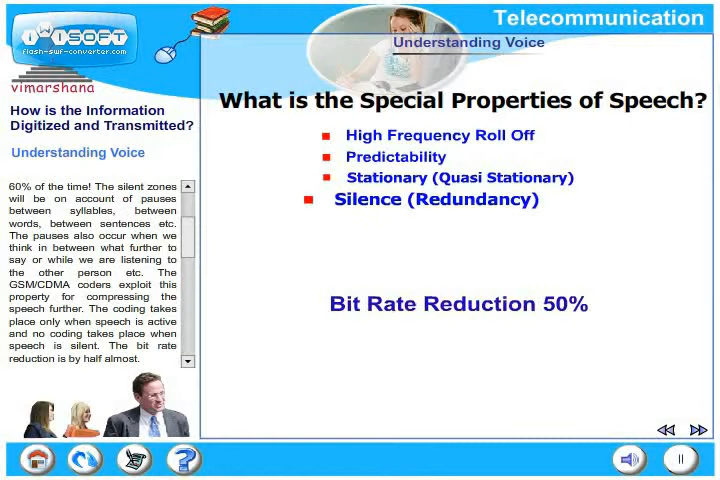 Telecommunication
Understanding Voice
iWiSOFT
flash-swf-converter.com
vimarshana
How is the Information
Digitized and Transmitted?
Understanding Voice
60% of the time! The silent zones
will be on account of pauses
between syllables, between
words, between sentences etc.
The pauses also occur when we
think in between what further to
say or while we are listening to
the other person etc. The
GSM/CDMA coders exploit this
property for compressing the
speech further. The coding takes
place only when speech is active
and no coding takes place when
speech is silent. The bit rate
reduction is by half almost.
What is the Special Properties of Speech?
High Frequency Roll Off
Predictability
Stationary (Quasi Stationary)
Silence (Redundancy)
Bit Rate Reduction 50%